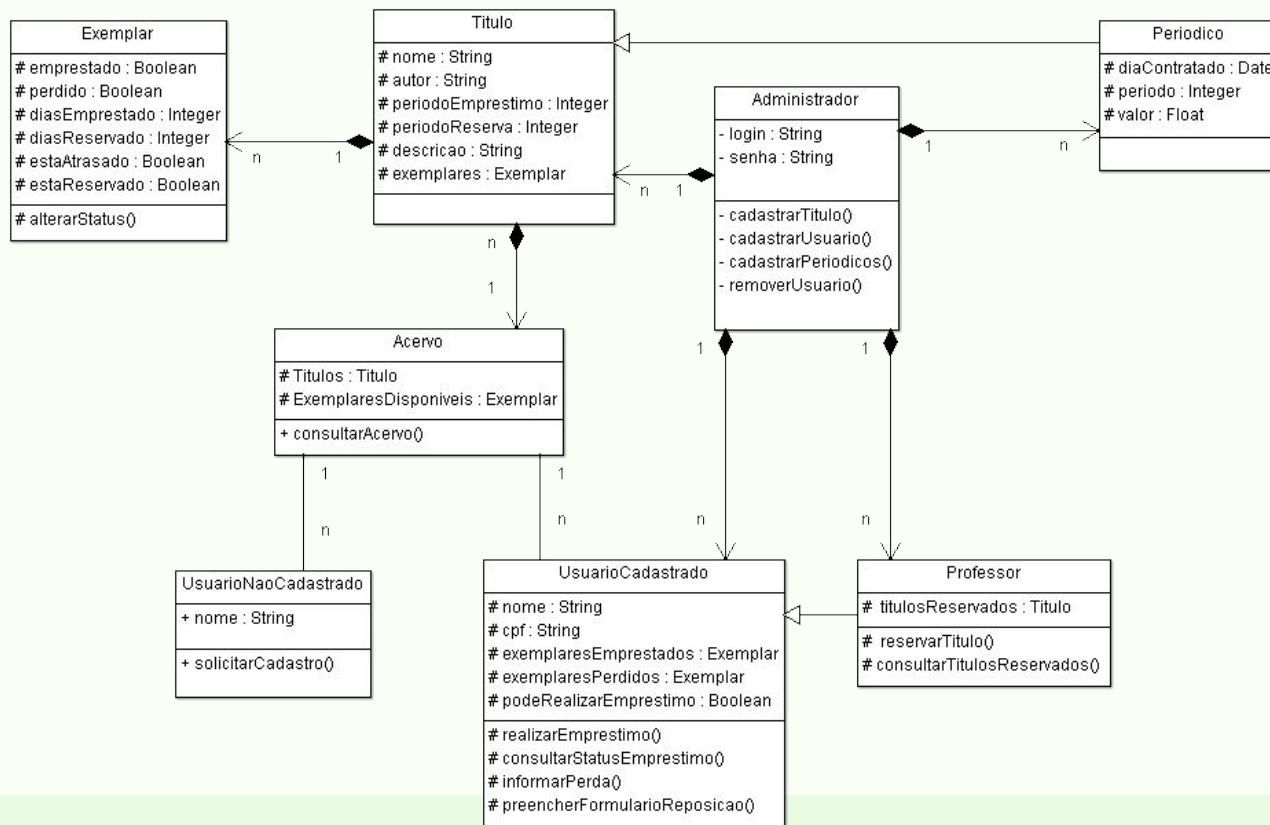 Exemplar
# emprestado : Boolean
# perdido : Boolean
# diasEmprestado : Integer
# diasReservado : Integer
# estaAtrasado : Boolean
# estaReservado : Boolean
# alterarStatus()
n
1
Titulo
# nome : String
# autor : String
# periodoEmprestimo : Integer
# periodoReserva : Integer
# descricao : String
# exemplares : Exemplar
n
1
n
1
Administrador
- login : String
- senha : String
- cadastrarTitulo()
- cadastrarUsuario()
- cadastrarPeriodicos()
- removerUsuario()
1
n
Periodico
# diaContratado : Date
# periodo : Integer
# valor : Float
1
1
n
n
Acervo
# Titulos : Titulo
# ExemplaresDisponiveis : Exemplar
+ consultarAcervo()
1
1
n
n
UsuarioNaoCadastrado
+ nome : String
+ solicitarCadastro()
UsuarioCadastrado
# nome : String
# cpf : String
# exemplaresEmprestados : Exemplar
# exemplaresPerdidos : Exemplar
# podeRealizarEmprestimo : Boolean
# realizarEmprestimo()
# consultarStatusEmprestimo()
# informarPerda()
# preencherFormularioReposicao()
Professor
# titulosReservados : Titulo
# reservarTitulo()
# consultarTitulosReservados()